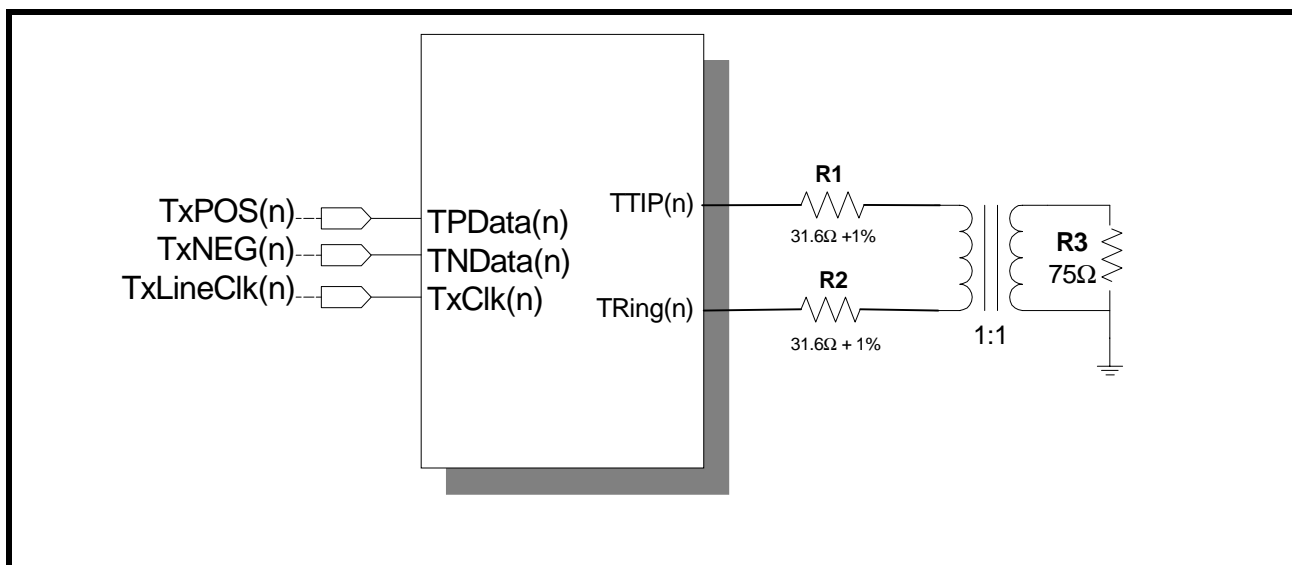 TxPOS(n)
TxNEG(n)
TxLineClk(n)
TPData(n)
TNData(n)
TxClk(n)
TTIP(n)
TRing(n)
R1
31.6Ω +1%
R2
31.6Ω + 1%
1:1
R3
75Ω